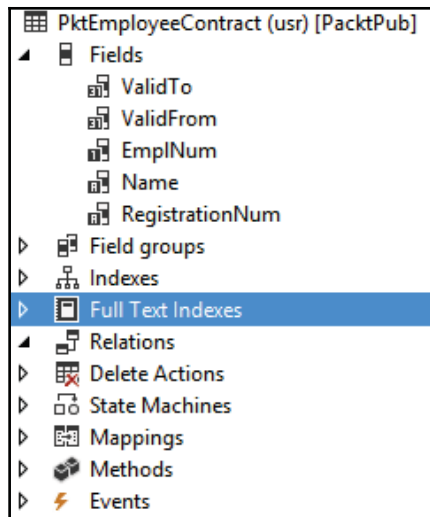 PktEmployeeContract (usr) [PacktPub]
Fields
ValidTo
ValidFrom
EmplNum
Name
RegistrationNum
Field groups
Indexes
Full Text Indexes
Relations
Delete Actions
State Machines
Mappings
Methods
Events